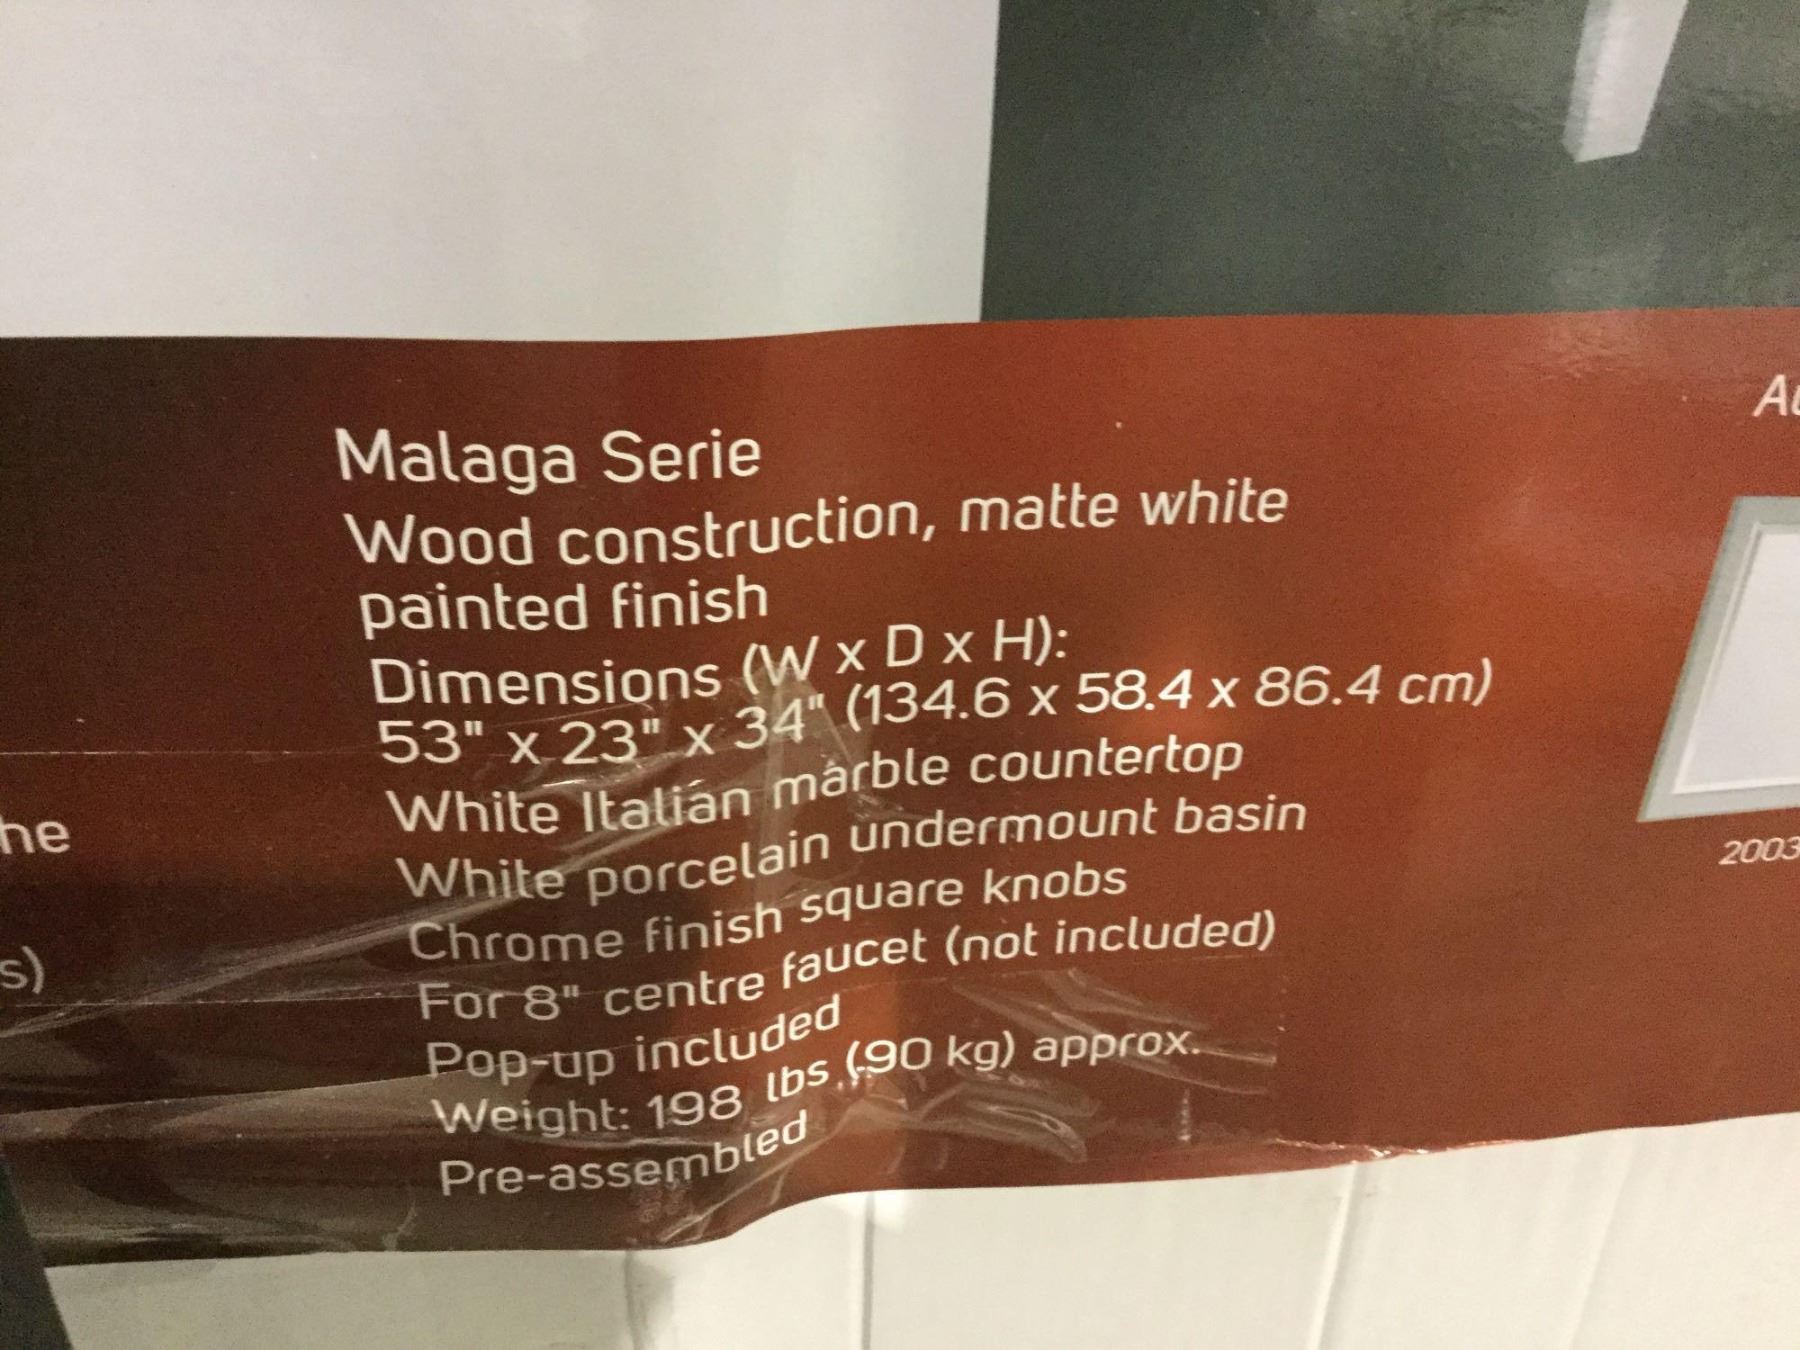 Malaga Serie
Wood construction, matte white
painted finish
Dimensions (W x D x H):
53" x 23" x 34" (134.6 x 58.4 x 86.4 cm)
White Italian marble countertop
White porcelain undermount basin
Chrome finish square knobs
For 8" centre faucet (not included)
Pop-up included
Weight: 198 lbs (90 kg) approx.
Pre-assembled
he
s)
2003